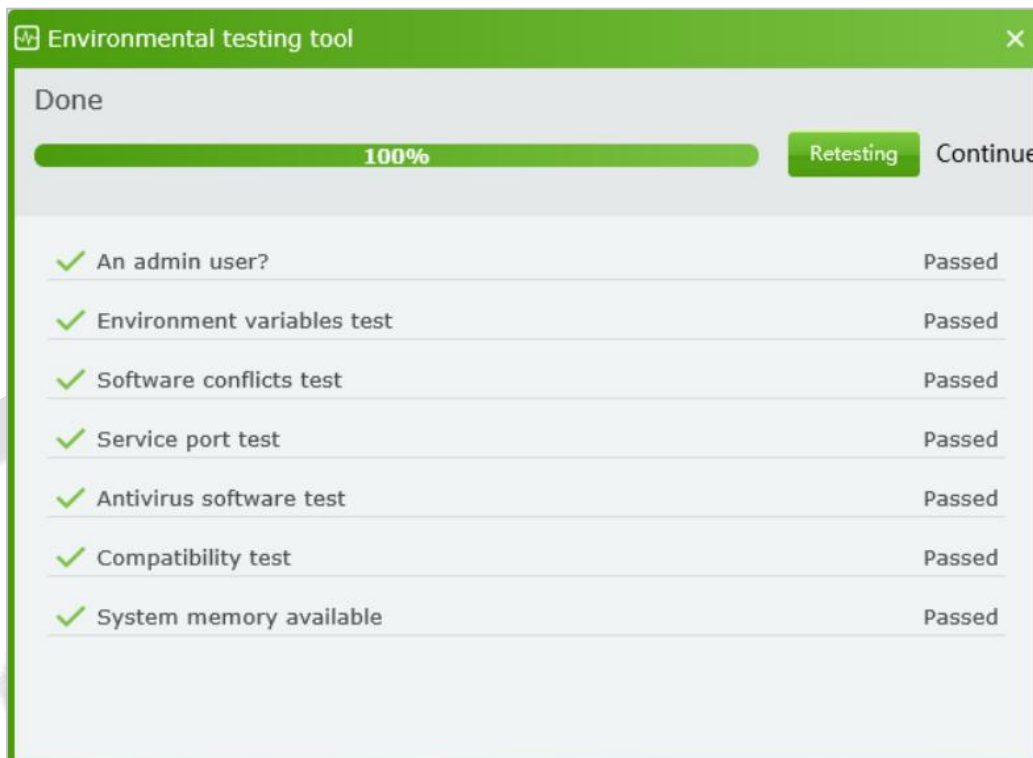 Environmental testing tool
Done
100% Retesting Continue
An admin user? Passed
Environment variables test Passed
Software conflicts test Passed
Service port test Passed
Antivirus software test Passed
Compatibility test Passed
System memory available Passed